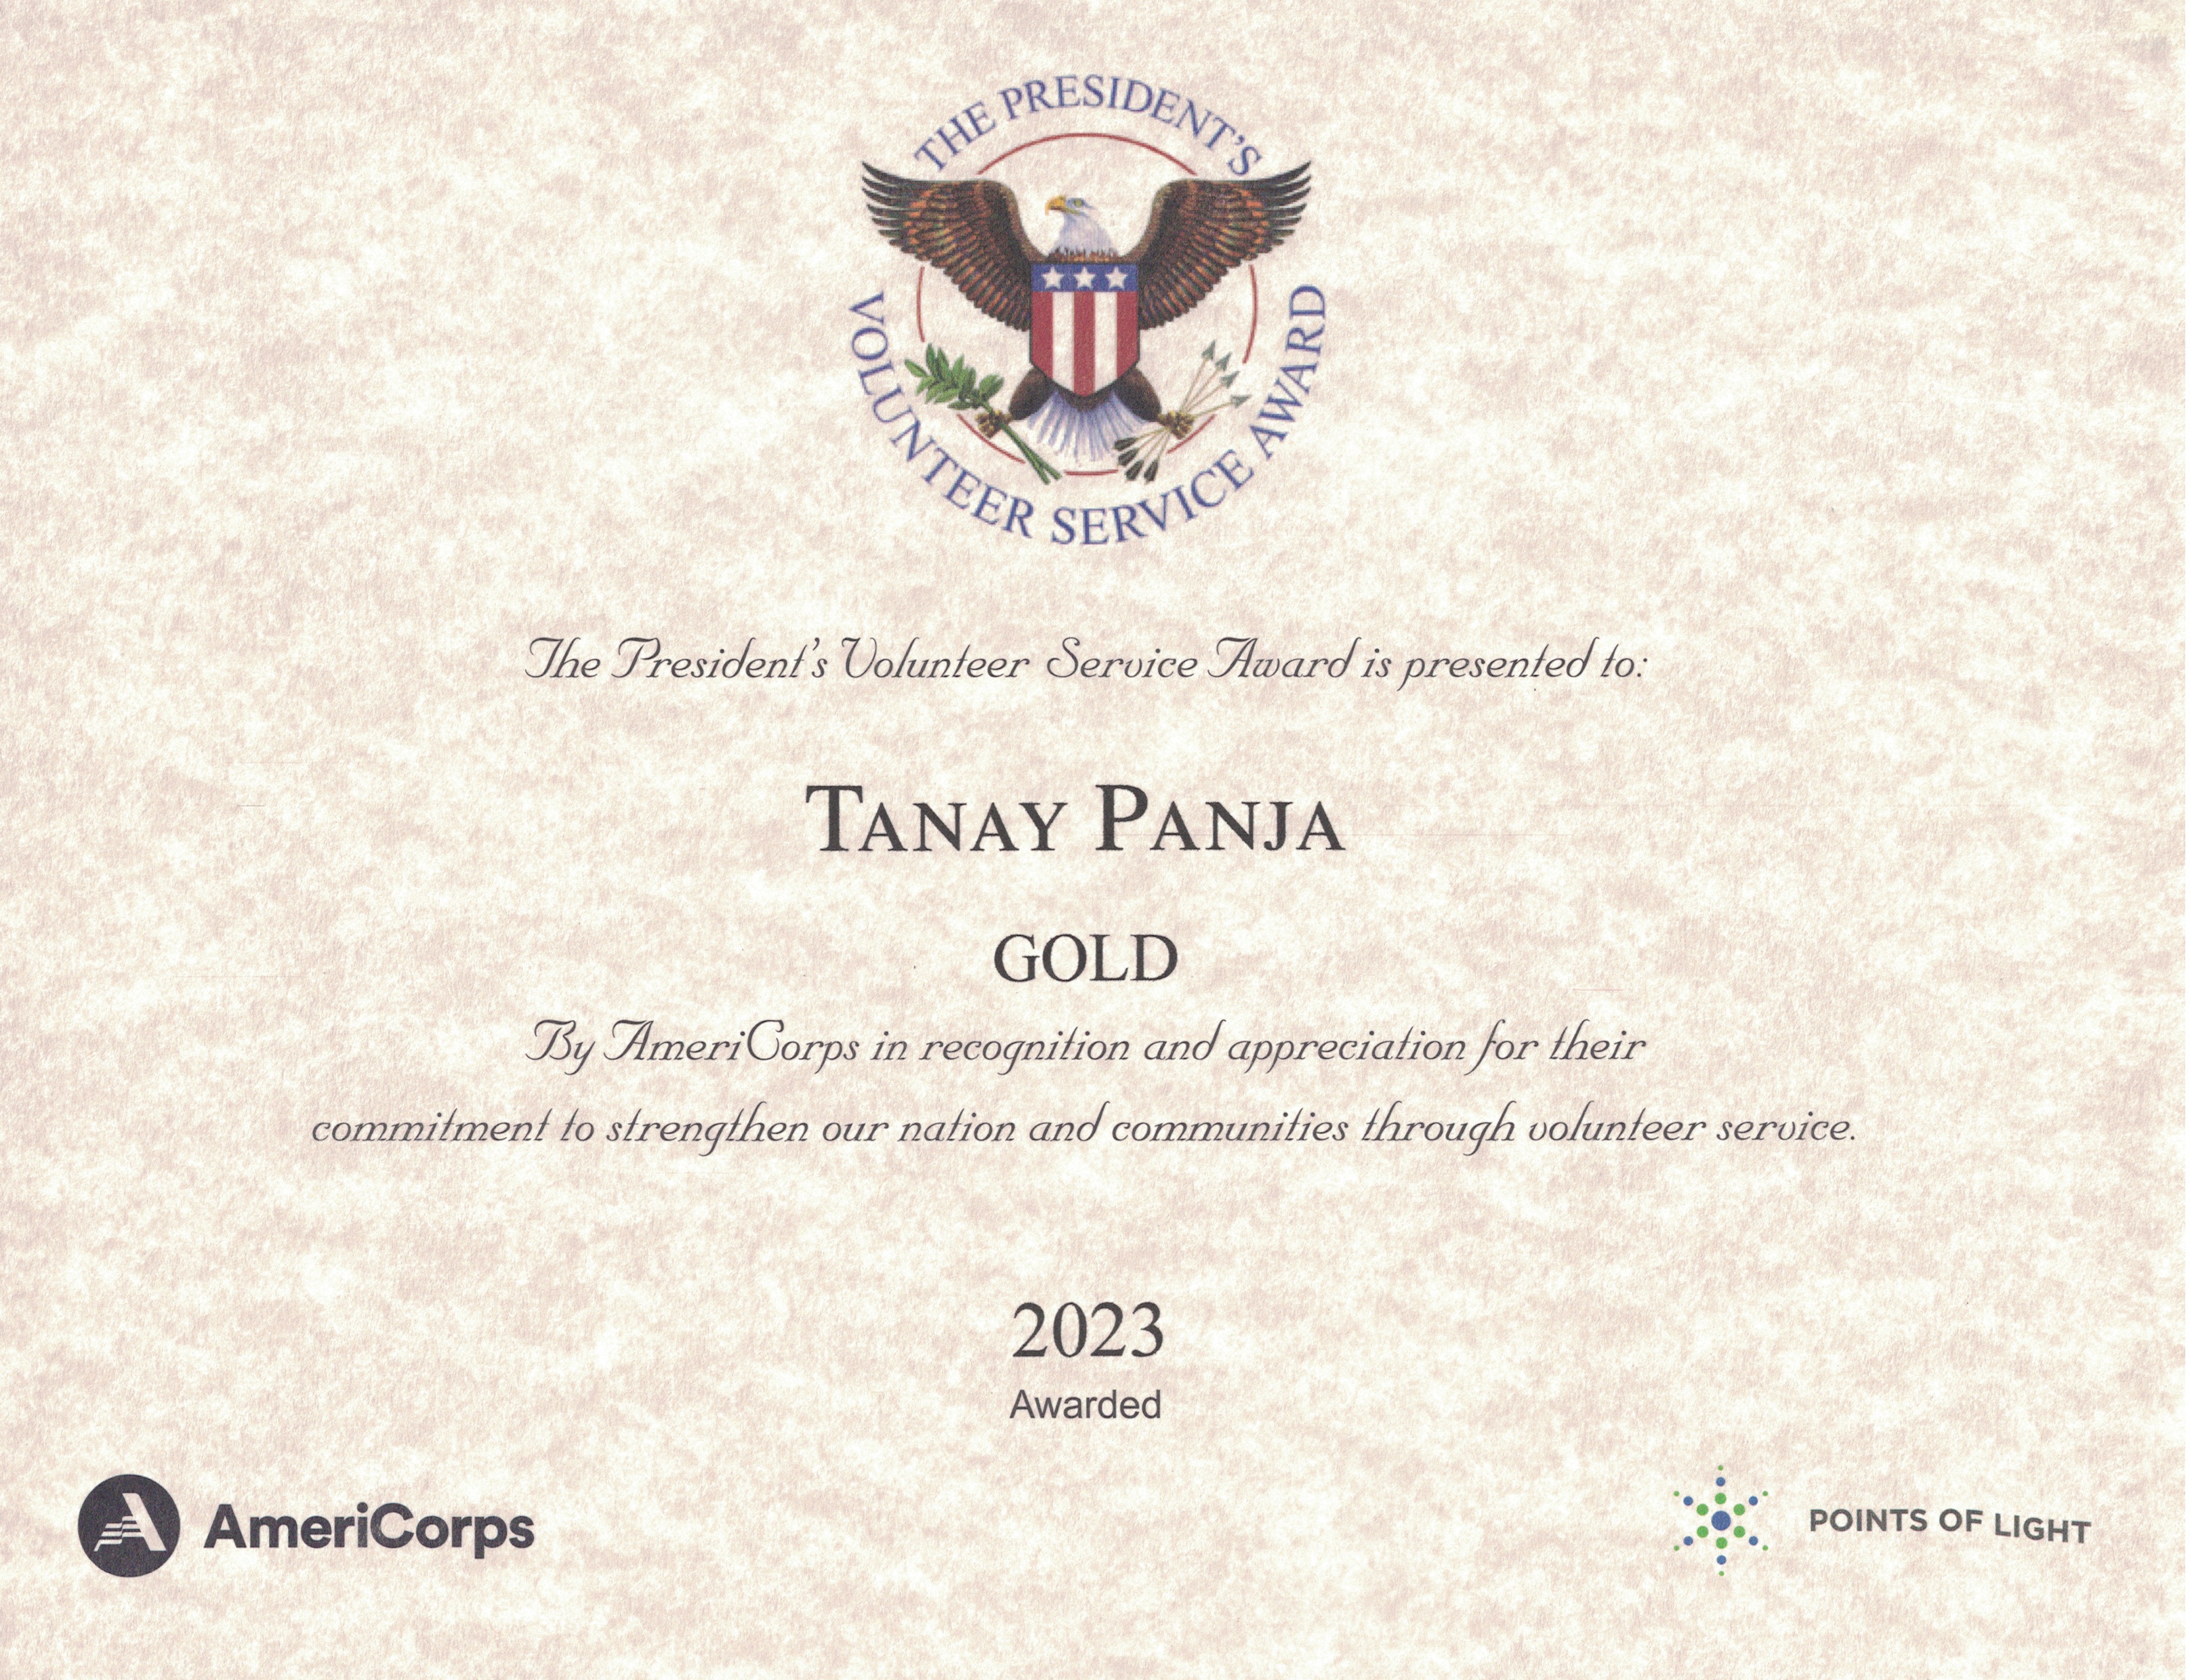 THE PRESIDENT'S
VOLUNTEER SERVICE AWARD
The President's Volunteer Service Award is presented to:
TANAY PANJA
GOLD
By AmeriCorps in recognition and appreciation for their
commitment to strengthen our nation and communities through volunteer service.
2023
Awarded
AmeriCorps
POINTS OF LIGHT